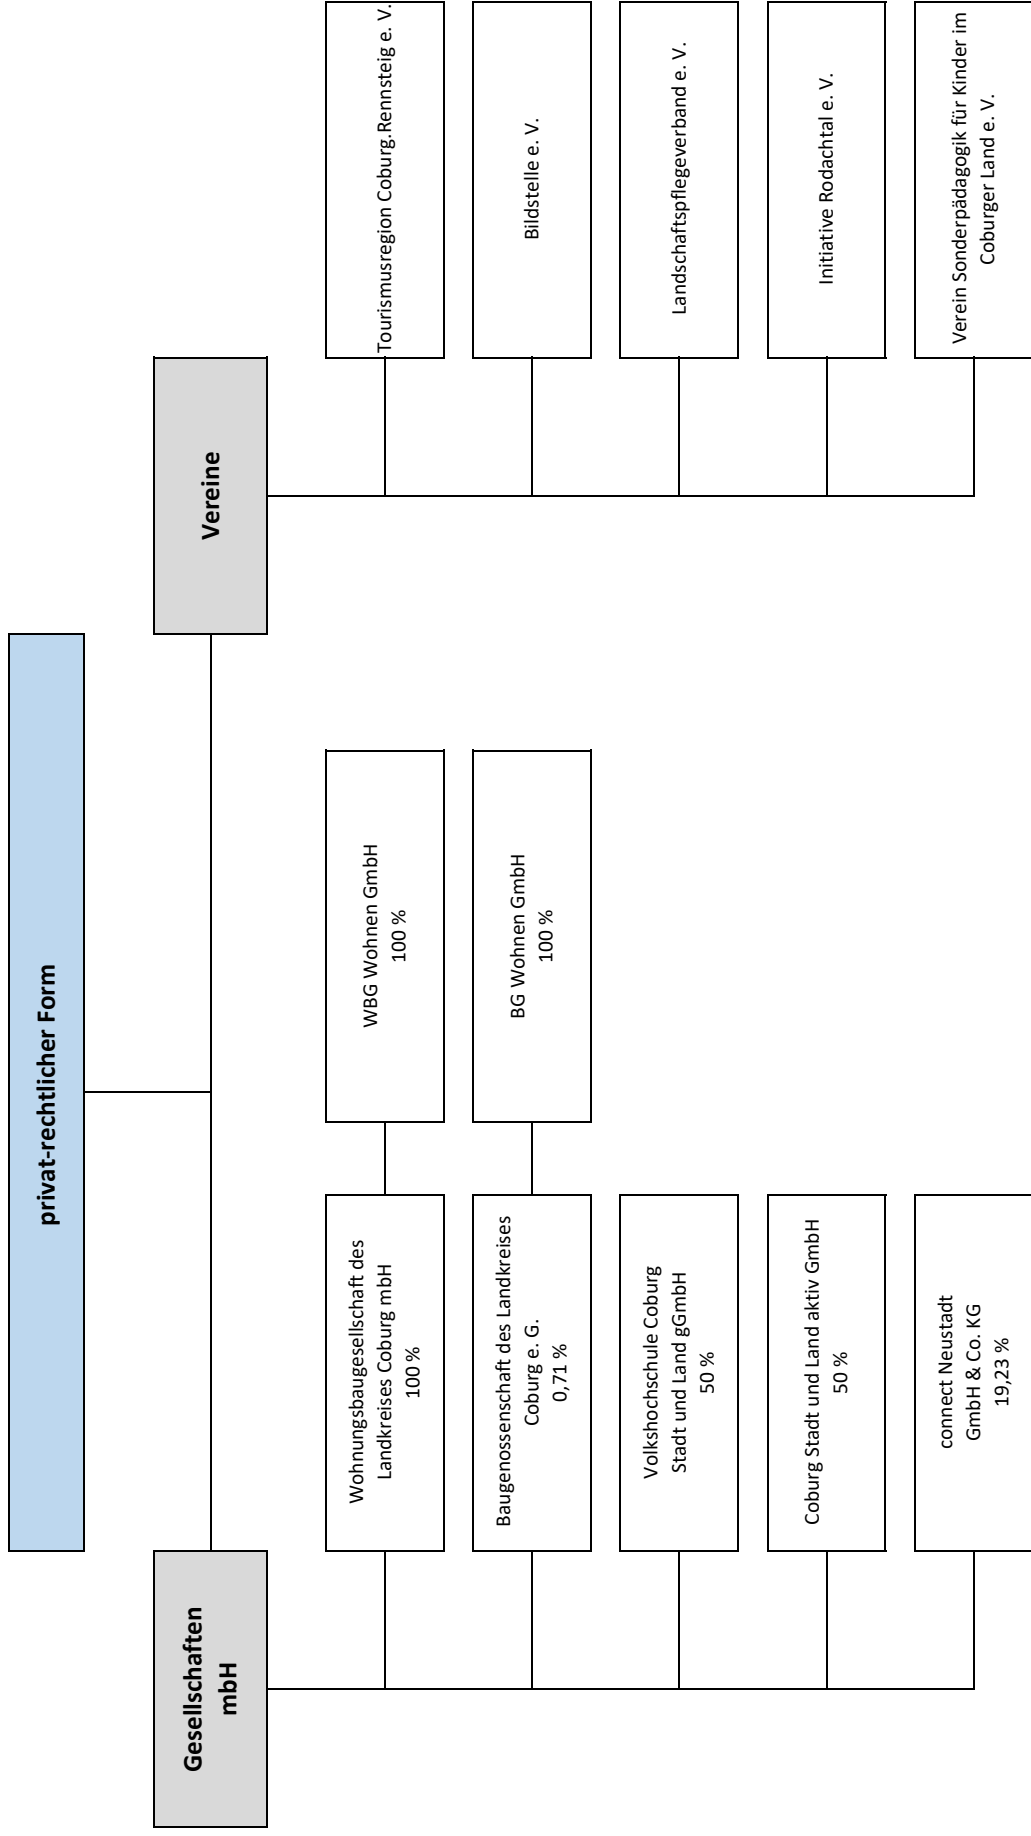 privat-rechtlicher Form
Gesellschaften
mbH
Vereine
Wohnungsbaugesellschaft des
Landkreises Coburg mbH
100 %
WBG Wohnen GmbH
100 %
Tourismusregion Coburg.Rennsteig e. V.
Baugenossenschaft des Landkreises
Coburg e. G.
0,71 %
BG Wohnen GmbH
100 %
Bildstelle e. V.
Volkshochschule Coburg
Stadt und Land gGmbH
50 %
Landschaftspflegeverband e. V.
Coburg Stadt und Land aktiv GmbH
50 %
Initiative Rodachtal e. V.
connect Neustadt
GmbH & Co. KG
19,23 %
Verein Sonderpädagogik für Kinder im
Coburger Land e. V.